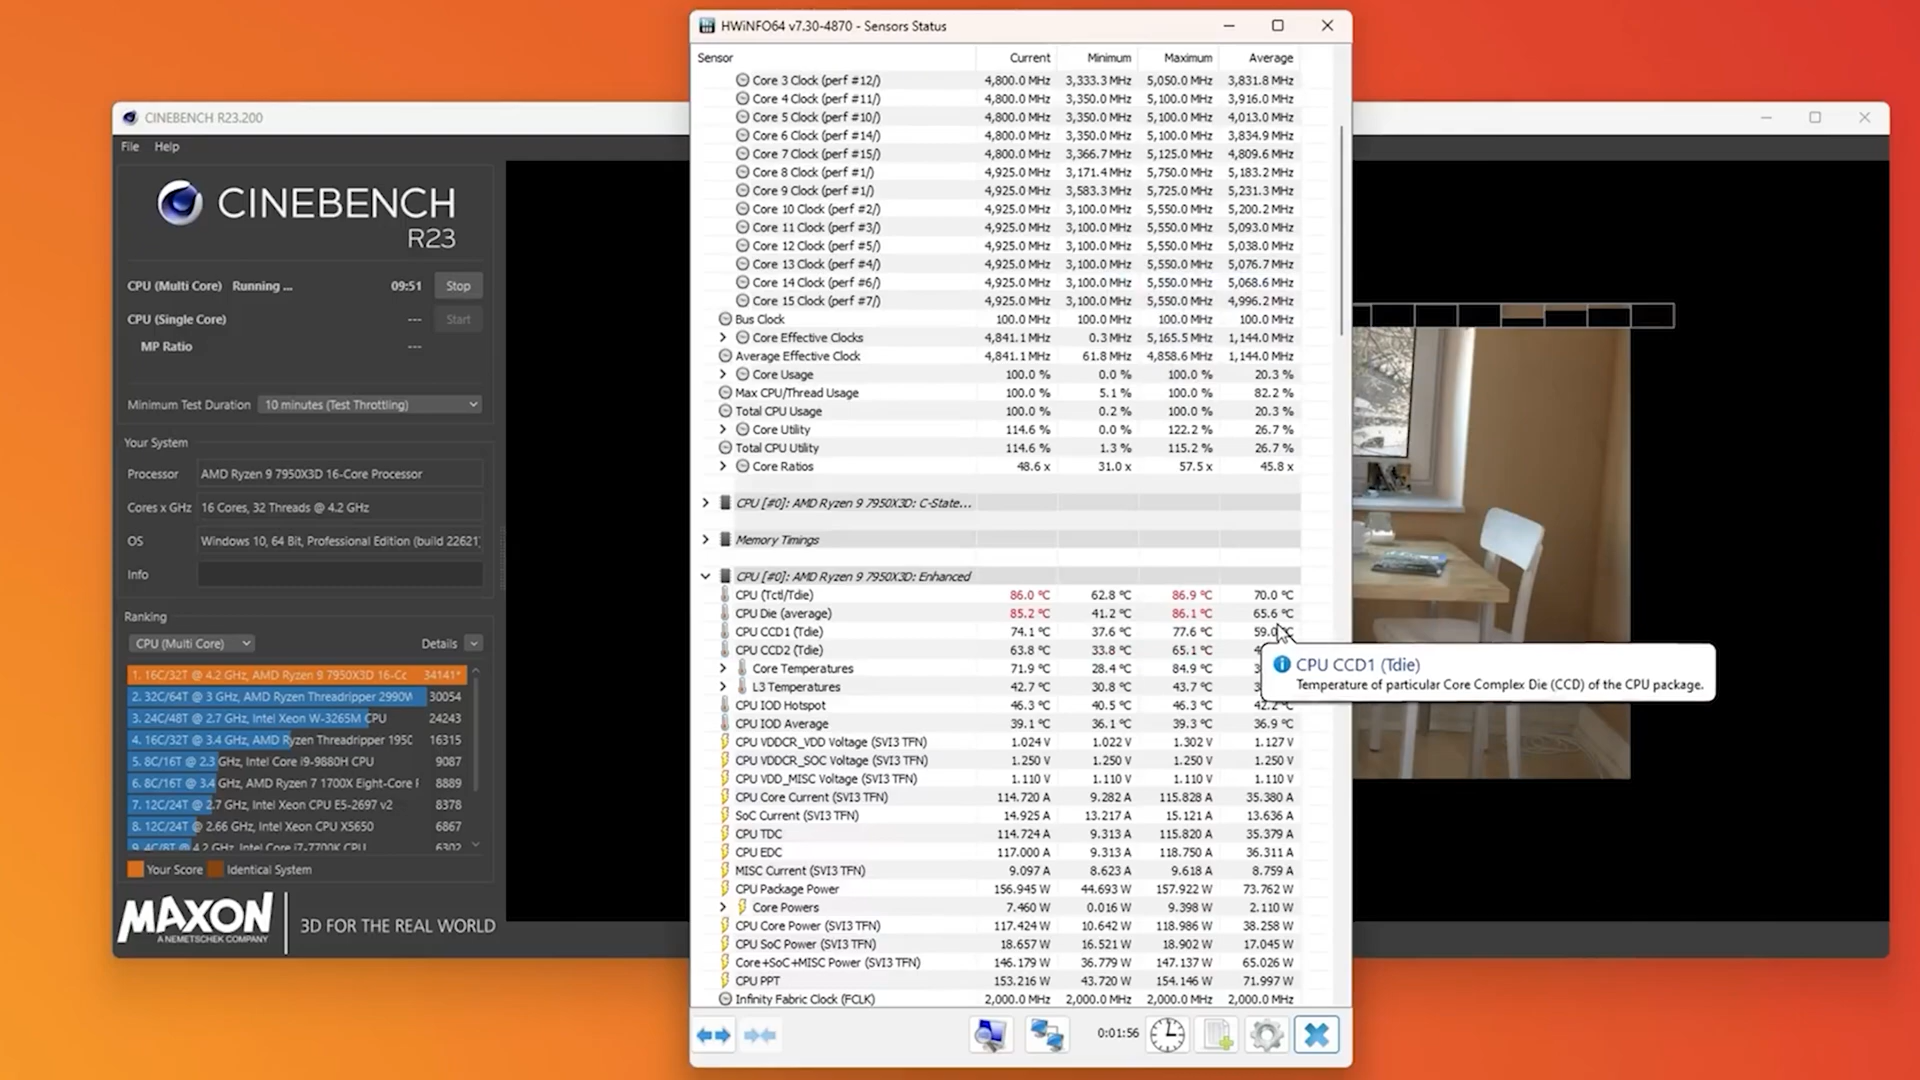 HWiNFO64 v7.30-4870 - Sensors Status
Sensor Current Minimum Maximum Average
Core 3 Clock (perf #12/) 4,800.0 MHz 3,333.3 MHz 5,050.0 MHz 3,831.8 MHz
Core 4 Clock (perf #11/) 4,800.0 MHz 3,350.0 MHz 5,100.0 MHz 3,916.0 MHz
Core 5 Clock (perf #10/) 4,800.0 MHz 3,350.0 MHz 5,100.0 MHz 4,013.0 MHz
Core 6 Clock (perf #14/) 4,800.0 MHz 3,350.0 MHz 5,100.0 MHz 3,834.9 MHz
Core 7 Clock (perf #15/) 4,800.0 MHz 3,366.7 MHz 5,125.0 MHz 4,809.6 MHz
Core 8 Clock (perf #1/) 4,925.0 MHz 3,171.4 MHz 5,750.0 MHz 5,183.2 MHz
Core 9 Clock (perf #1/) 4,925.0 MHz 3,583.3 MHz 5,725.0 MHz 5,231.3 MHz
Core 10 Clock (perf #2/) 4,925.0 MHz 3,100.0 MHz 5,550.0 MHz 5,200.2 MHz
Core 11 Clock (perf #3/) 4,925.0 MHz 3,100.0 MHz 5,550.0 MHz 5,093.0 MHz
Core 12 Clock (perf #5/) 4,925.0 MHz 3,100.0 MHz 5,550.0 MHz 5,038.0 MHz
Core 13 Clock (perf #4/) 4,925.0 MHz 3,100.0 MHz 5,550.0 MHz 5,076.7 MHz
Core 14 Clock (perf #6/) 4,925.0 MHz 3,100.0 MHz 5,550.0 MHz 5,068.6 MHz
Core 15 Clock (perf #7/) 4,925.0 MHz 3,100.0 MHz 5,550.0 MHz 4,996.2 MHz
Bus Clock 100.0 MHz 100.0 MHz 100.0 MHz 100.0 MHz
Core Effective Clocks 4,841.1 MHz 0.3 MHz 5,165.5 MHz 1,144.0 MHz
Average Effective Clock 4,841.1 MHz 61.8 MHz 4,858.6 MHz 1,144.0 MHz
Core Usage 100.0 % 0.0 % 100.0 % 20.3 %
Max CPU/Thread Usage 100.0 % 5.1 % 100.0 % 82.2 %
Total CPU Usage 100.0 % 0.2 % 100.0 % 20.3 %
Core Utility 114.6 % 0.0 % 122.2 % 26.7 %
Total CPU Utility 114.6 % 1.3 % 115.2 % 26.7 %
Core Ratios 48.6 x 31.0 x 57.5 x 45.8 x
CPU [#0]: AMD Ryzen 9 7950X3D: C-State...
Memory Timings
CPU [#0]: AMD Ryzen 9 7950X3D: Enhanced
CPU (Tctl/Tdie) 86.0 °C 62.8 °C 86.9 °C 70.0 °C
CPU Die (average) 85.2 °C 41.2 °C 86.1 °C 65.6 °C
CPU CCD1 (Tdie) 74.1 °C 37.6 °C 77.6 °C 59.0 °C
CPU CCD2 (Tdie) 63.8 °C 33.8 °C 65.1 °C
Core Temperatures 71.9 °C 28.4 °C 84.9 °C
L3 Temperatures 42.7 °C 30.8 °C 43.7 °C
CPU IOD Hotspot 46.3 °C 40.5 °C 46.3 °C 42.2 °C
CPU IOD Average 39.1 °C 36.1 °C 39.3 °C 36.9 °C
CPU VDDCR_VDD Voltage (SVI3 TFN) 1.024 V 1.022 V 1.302 V 1.127 V
CPU VDDCR_SOC Voltage (SVI3 TFN) 1.250 V 1.250 V 1.250 V 1.250 V
CPU VDD_MISC Voltage (SVI3 TFN) 1.110 V 1.110 V 1.110 V 1.110 V
CPU Core Current (SVI3 TFN) 114.720 A 9.282 A 115.828 A 35.380 A
SoC Current (SVI3 TFN) 14.925 A 13.217 A 15.121 A 13.636 A
CPU TDC 114.724 A 9.313 A 115.820 A 35.379 A
CPU EDC 117.000 A 9.313 A 118.750 A 36.311 A
MISC Current (SVI3 TFN) 9.097 A 8.623 A 9.618 A 8.759 A
CPU Package Power 156.945 W 44.693 W 157.922 W 73.762 W
Core Powers 7.460 W 0.016 W 9.398 W 2.110 W
CPU Core Power (SVI3 TFN) 117.424 W 10.642 W 118.986 W 38.258 W
CPU SoC Power (SVI3 TFN) 18.657 W 16.521 W 18.902 W 17.045 W
Core+SoC+MISC Power (SVI3 TFN) 146.179 W 36.779 W 147.137 W 65.026 W
CPU PPT 153.216 W 43.720 W 154.146 W 71.997 W
Infinity Fabric Clock (FCLK) 2,000.0 MHz 2,000.0 MHz 2,000.0 MHz 2,000.0 MHz
0:01:56
CPU CCD1 (Tdie)
Temperature of particular Core Complex Die (CCD) of the CPU package.
CINEBENCH R23.200
File Help
CINEBENCH
R23
CPU (Multi Core) Running ... 09:51 Stop
CPU (Single Core) --- Start
MP Ratio ---
Minimum Test Duration 10 minutes (Test Throttling)
Your System
Processor AMD Ryzen 9 7950X3D 16-Core Processor
Cores x GHz 16 Cores, 32 Threads @ 4.2 GHz
OS Windows 10, 64 Bit, Professional Edition (build 22621)
Info
Ranking
CPU (Multi Core) Details
1. 16C/32T @ 4.2 GHz, AMD Ryzen 9 7950X3D 16-Cc 34141*
2. 32C/64T @ 3 GHz, AMD Ryzen Threadripper 2990W 30054
3. 24C/48T @ 2.7 GHz, Intel Xeon W-3265M CPU 24243
4. 16C/32T @ 3.4 GHz, AMD Ryzen Threadripper 195C 16315
5. 8C/16T @ 2.3 GHz, Intel Core i9-9880H CPU 9087
6. 8C/16T @ 3.4 GHz, AMD Ryzen 7 1700X Eight-Core F 8889
7. 12C/24T @ 2.7 GHz, Intel Xeon CPU E5-2697 v2 8378
8. 12C/24T @ 2.66 GHz, Intel Xeon CPU X5650 6867
9. 4C/8T @ 4.2 GHz, Intel Core i7-7700K CPU 6302
Your Score Identical System
MAXON
A NEMETSCHEK COMPANY
3D FOR THE REAL WORLD